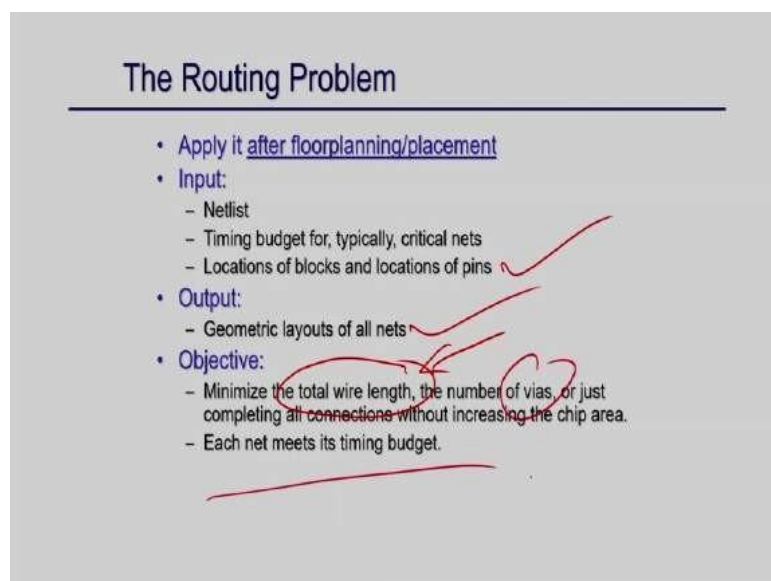 The Routing Problem
• Apply it after floorplanning/placement
• Input:
– Netlist
– Timing budget for, typically, critical nets
– Locations of blocks and locations of pins
• Output:
– Geometric layouts of all nets
• Objective:
– Minimize the total wire length, the number of vias, or just
completing all connections without increasing the chip area.
– Each net meets its timing budget.